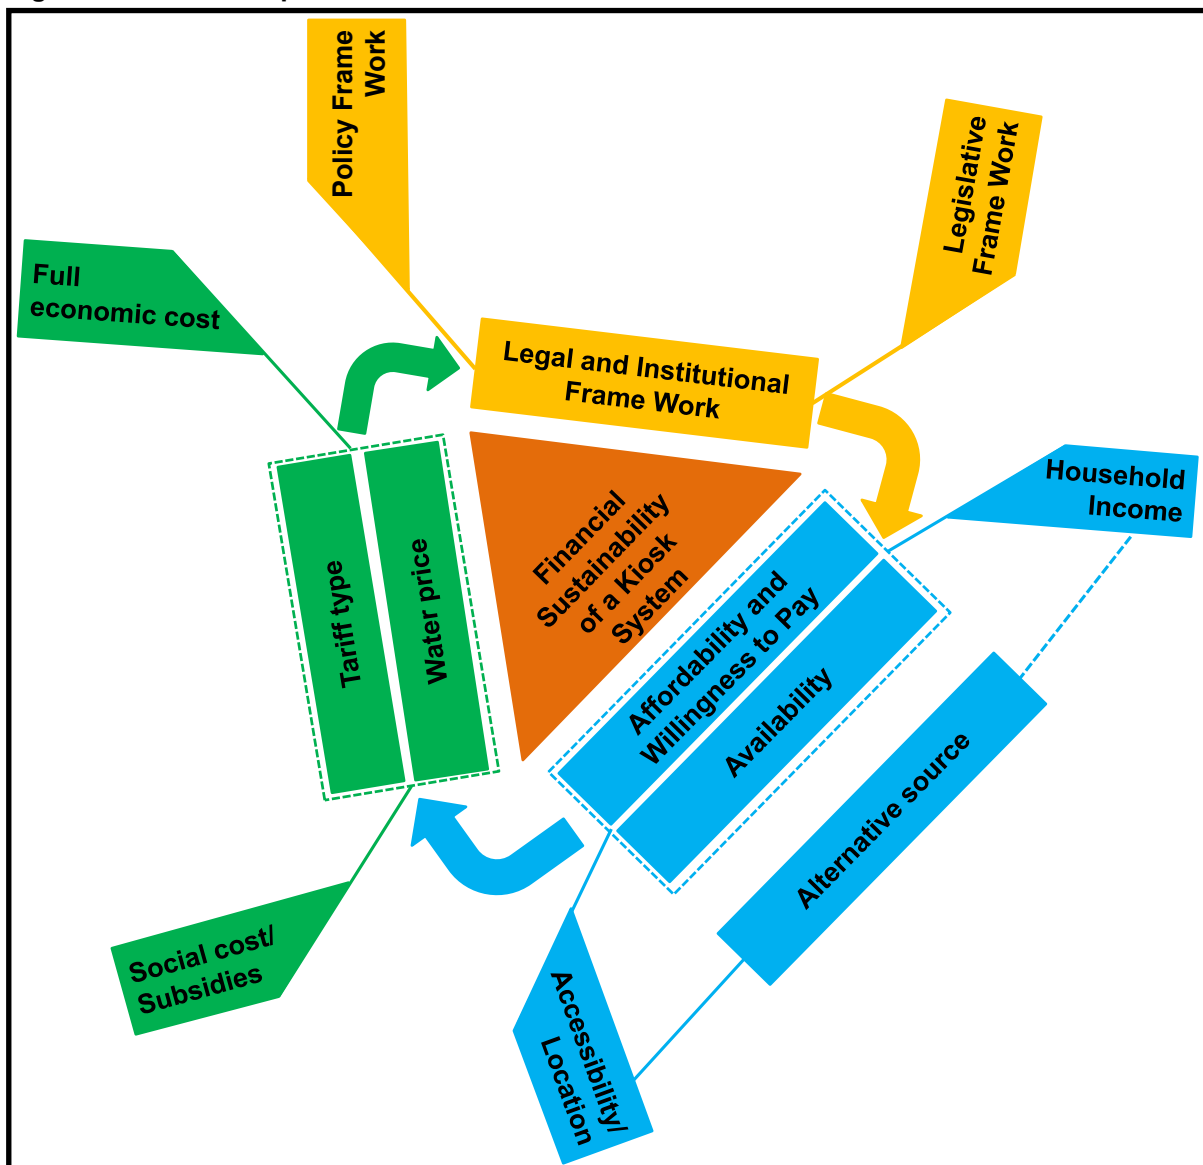 Policy Frame
Work
Legislative
Frame Work
Full
economic cost
Legal and Institutional
Frame Work
Household
Income
Financial
Sustainability
of a Kiosk
System
Tariff type
Water price
Affordability and
Willingness to Pay
Availability
Alternative source
Social cost/
Subsidies
Accessibility/
Location